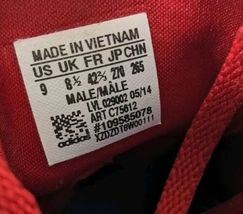 MADE IN VIETNAM
US UK FR JP CHN
9 8½ 42⅔ 270 265
MALE/MALE
LVL 029002 05/14
ART C75612
#109585078
XZDZDT8W00111
adidas